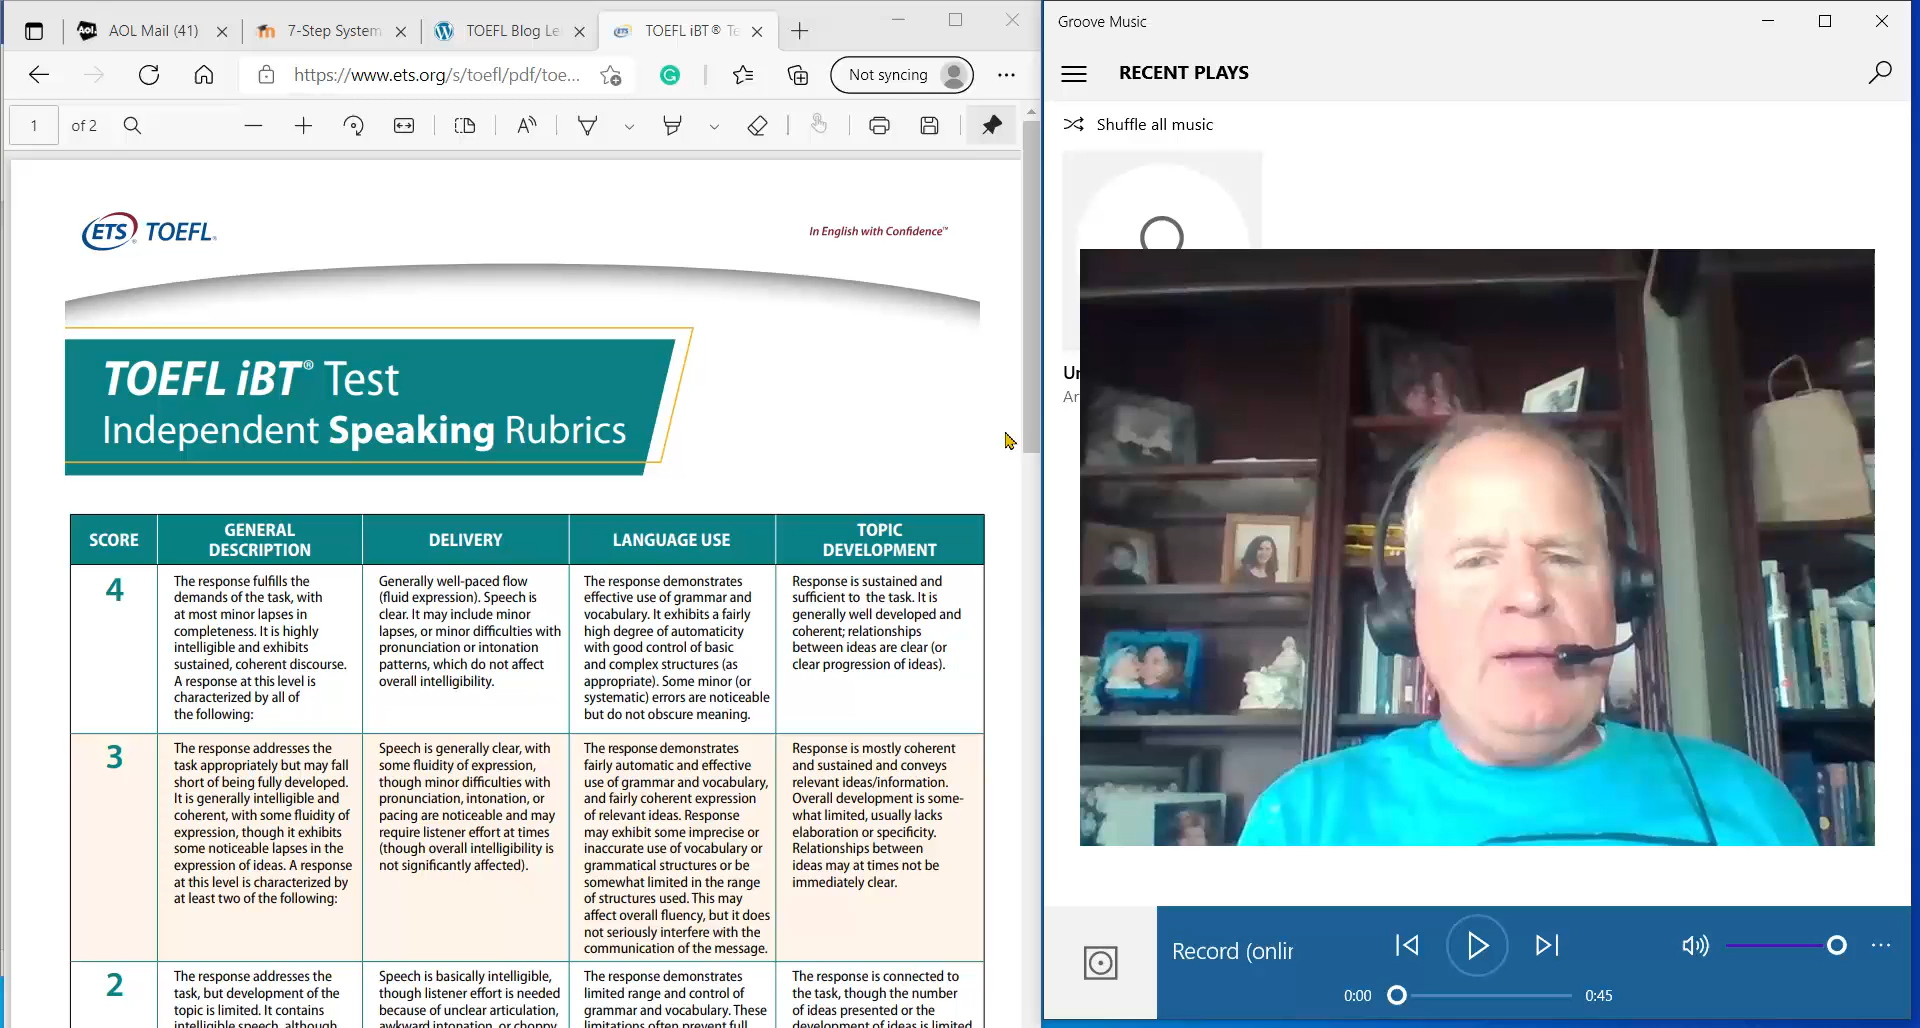 AOL Mail (41)
7-Step System
TOEFL Blog Le
TOEFL iBT® Te
https://www.ets.org/s/toefl/pdf/toe...
Not syncing
1 of 2
ETS TOEFL
In English with Confidence™
TOEFL iBT® Test
Independent Speaking Rubrics
SCORE
GENERAL
DESCRIPTION
DELIVERY
LANGUAGE USE
TOPIC
DEVELOPMENT
4
The response fulfills the
demands of the task, with
at most minor lapses in
completeness. It is highly
intelligible and exhibits
sustained, coherent discourse.
A response at this level is
characterized by all of
the following:
Generally well-paced flow
(fluid expression). Speech is
clear. It may include minor
lapses, or minor difficulties with
pronunciation or intonation
patterns, which do not affect
overall intelligibility.
The response demonstrates
effective use of grammar and
vocabulary. It exhibits a fairly
high degree of automaticity
with good control of basic
and complex structures (as
appropriate). Some minor (or
systematic) errors are noticeable
but do not obscure meaning.
Response is sustained and
sufficient to the task. It is
generally well developed and
coherent; relationships
between ideas are clear (or
clear progression of ideas).
3
The response addresses the
task appropriately but may fall
short of being fully developed.
It is generally intelligible and
coherent, with some fluidity of
expression, though it exhibits
some noticeable lapses in the
expression of ideas. A response
at this level is characterized by
at least two of the following:
Speech is generally clear, with
some fluidity of expression,
though minor difficulties with
pronunciation, intonation, or
pacing are noticeable and may
require listener effort at times
(though overall intelligibility is
not significantly affected).
The response demonstrates
fairly automatic and effective
use of grammar and vocabulary,
and fairly coherent expression
of relevant ideas. Response
may exhibit some imprecise or
inaccurate use of vocabulary or
grammatical structures or be
somewhat limited in the range
of structures used. This may
affect overall fluency, but it does
not seriously interfere with the
communication of the message.
Response is mostly coherent
and sustained and conveys
relevant ideas/information.
Overall development is some-
what limited, usually lacks
elaboration or specificity.
Relationships between
ideas may at times not be
immediately clear.
2
The response addresses the
task, but development of the
topic is limited. It contains
intelligible speech, although
Speech is basically intelligible,
though listener effort is needed
because of unclear articulation,
awkward intonation, or choppy
The response demonstrates
limited range and control of
grammar and vocabulary. These
limitations often prevent full
The response is connected to
the task, though the number
of ideas presented or the
development of ideas is limited
Groove Music
RECENT PLAYS
Shuffle all music
Ur
Ar
Record (onlir
0:00
0:45